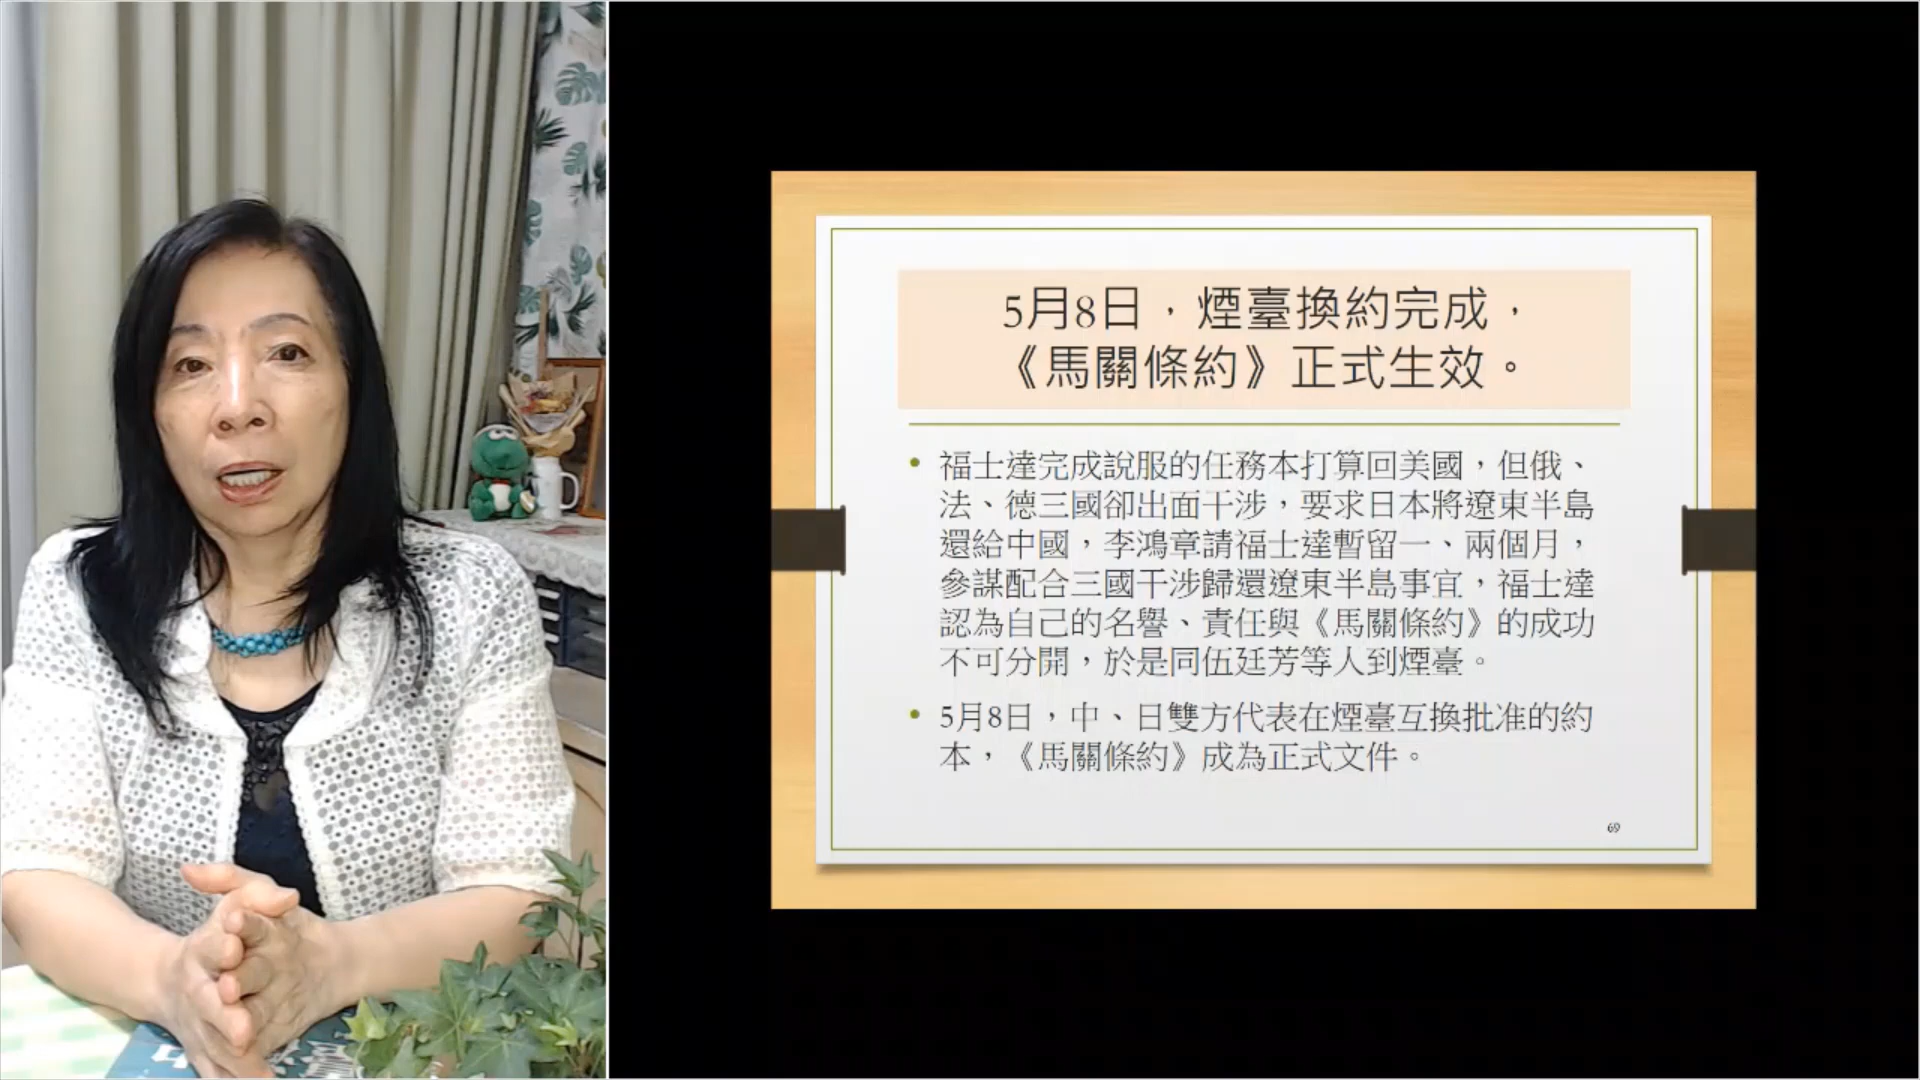 5月8日，煙臺換約完成，
《馬關條約》正式生效。
福士達完成說服的任務本打算回美國，但俄、
法、德三國卻出面干涉，要求日本將遼東半島
還給中國，李鴻章請福士達暫留一、兩個月，
參謀配合三國干涉歸還遼東半島事宜，福士達
認為自己的名譽、責任與《馬關條約》的成功
不可分開，於是同伍廷芳等人到煙臺。
5月8日，中、日雙方代表在煙臺互換批准的約
本，《馬關條約》成為正式文件。
69